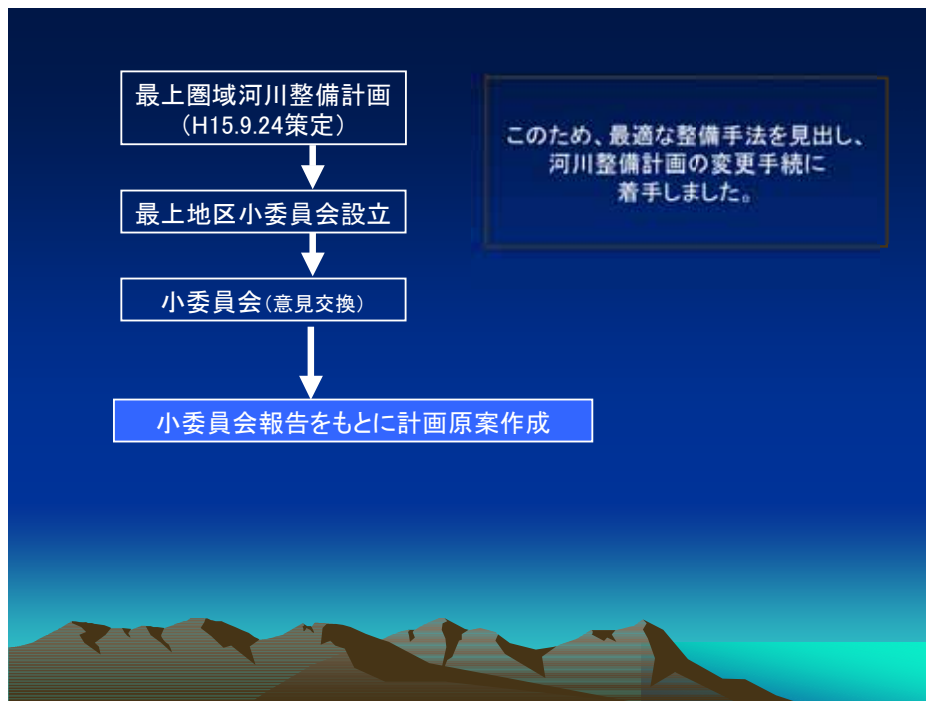 最上圏域河川整備計画
（H15.9.24策定）
最上地区小委員会設立
小委員会（意見交換）
小委員会報告をもとに計画原案作成
このため、最適な整備手法を見出し、
河川整備計画の変更手続に
着手しました。